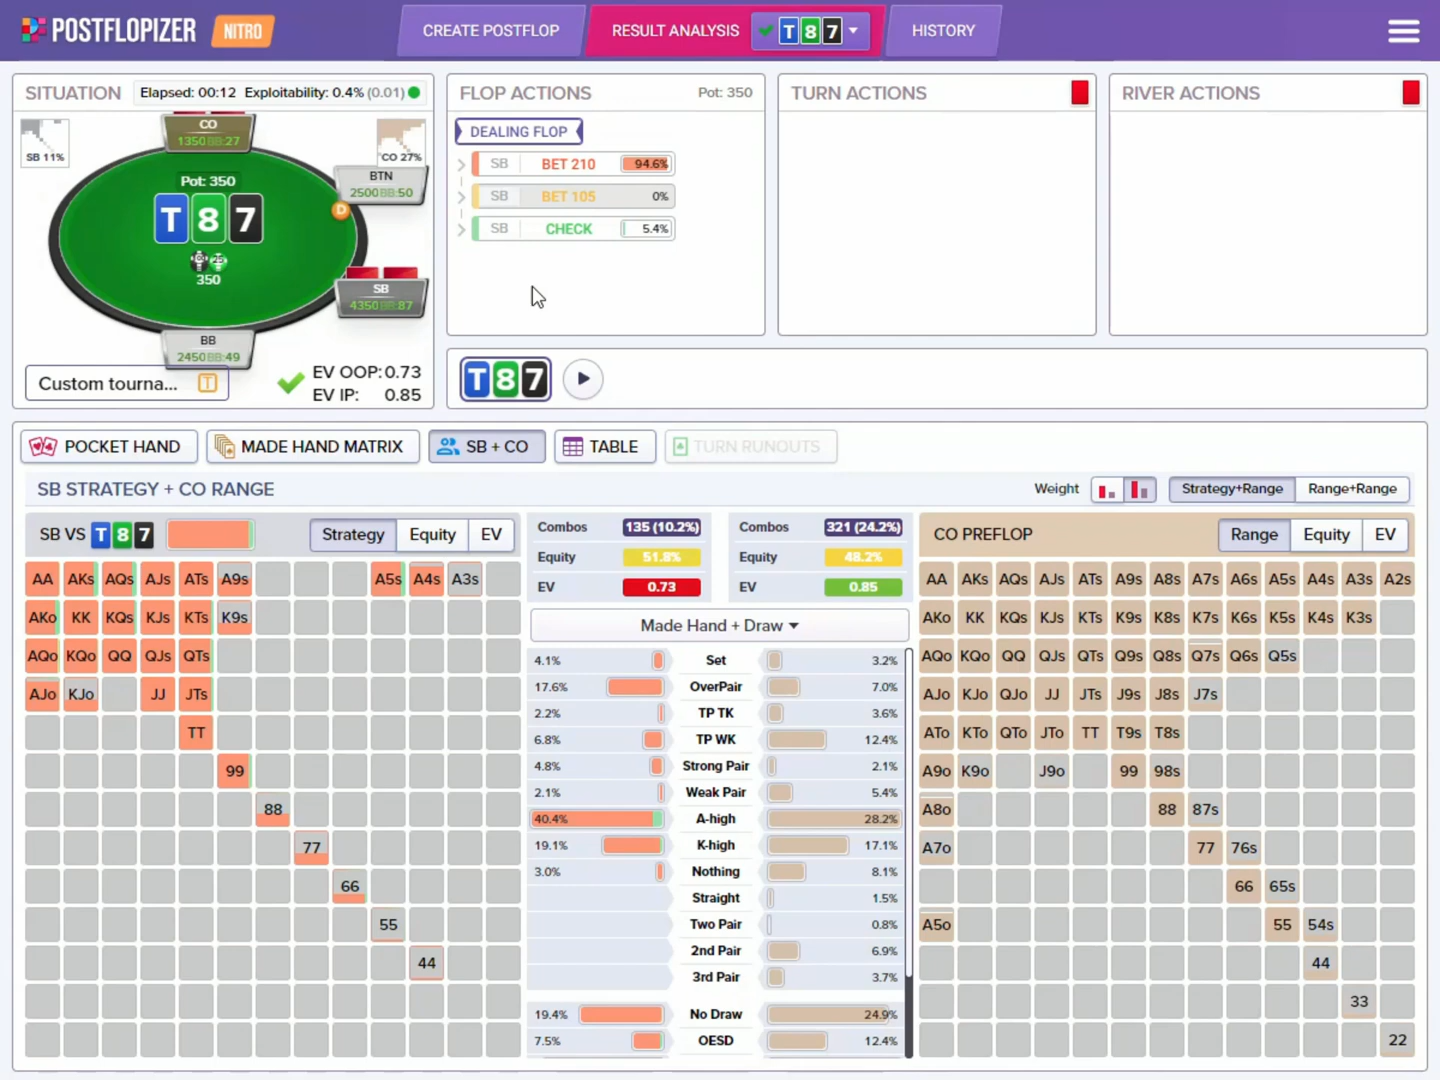 POSTFLOPIZER NITRO CREATE POSTFLOP RESULT ANALYSIS T 8 7 HISTORY
SITUATION Elapsed: 00:12 Exploitability: 0.4% (0.01)
SB 11%
CO
1350 BB:27
CO 27%
BTN
2500 BB:50
Pot: 350
T 8 7
D
350
SB
4350 BB:87
BB
2450 BB:49
Custom tourna... T
EV OOP: 0.73
EV IP: 0.85
FLOP ACTIONS Pot: 350
DEALING FLOP
SB BET 210 94.6%
SB BET 105 0%
SB CHECK 5.4%
TURN ACTIONS
RIVER ACTIONS
T 8 7
POCKET HAND MADE HAND MATRIX SB + CO TABLE TURN RUNOUTS
SB STRATEGY + CO RANGE Weight Strategy+Range Range+Range
SB VS T 8 7 Strategy Equity EV
AA AKs AQs AJs ATs A9s A5s A4s A3s
AKo KK KQs KJs KTs K9s
AQo KQo QQ QJs QTs
AJo KJo JJ JTs
TT
99
88
77
66
55
44
Combos 135 (10.2%) Combos 321 (24.2%)
Equity 51.8% Equity 48.2%
EV 0.73 EV 0.85
Made Hand + Draw
4.1% Set 3.2%
17.6% OverPair 7.0%
2.2% TP TK 3.6%
6.8% TP WK 12.4%
4.8% Strong Pair 2.1%
2.1% Weak Pair 5.4%
40.4% A-high 28.2%
19.1% K-high 17.1%
3.0% Nothing 8.1%
Straight 1.5%
Two Pair 0.8%
2nd Pair 6.9%
3rd Pair 3.7%
19.4% No Draw 24.9%
7.5% OESD 12.4%
CO PREFLOP Range Equity EV
AA AKs AQs AJs ATs A9s A8s A7s A6s A5s A4s A3s A2s
AKo KK KQs KJs KTs K9s K8s K7s K6s K5s K4s K3s
AQo KQo QQ QJs QTs Q9s Q8s Q7s Q6s Q5s
AJo KJo QJo JJ JTs J9s J8s J7s
ATo KTo QTo JTo TT T9s T8s
A9o K9o J9o 99 98s
A8o 88 87s
A7o 77 76s
66 65s
A5o 55 54s
44
33
22